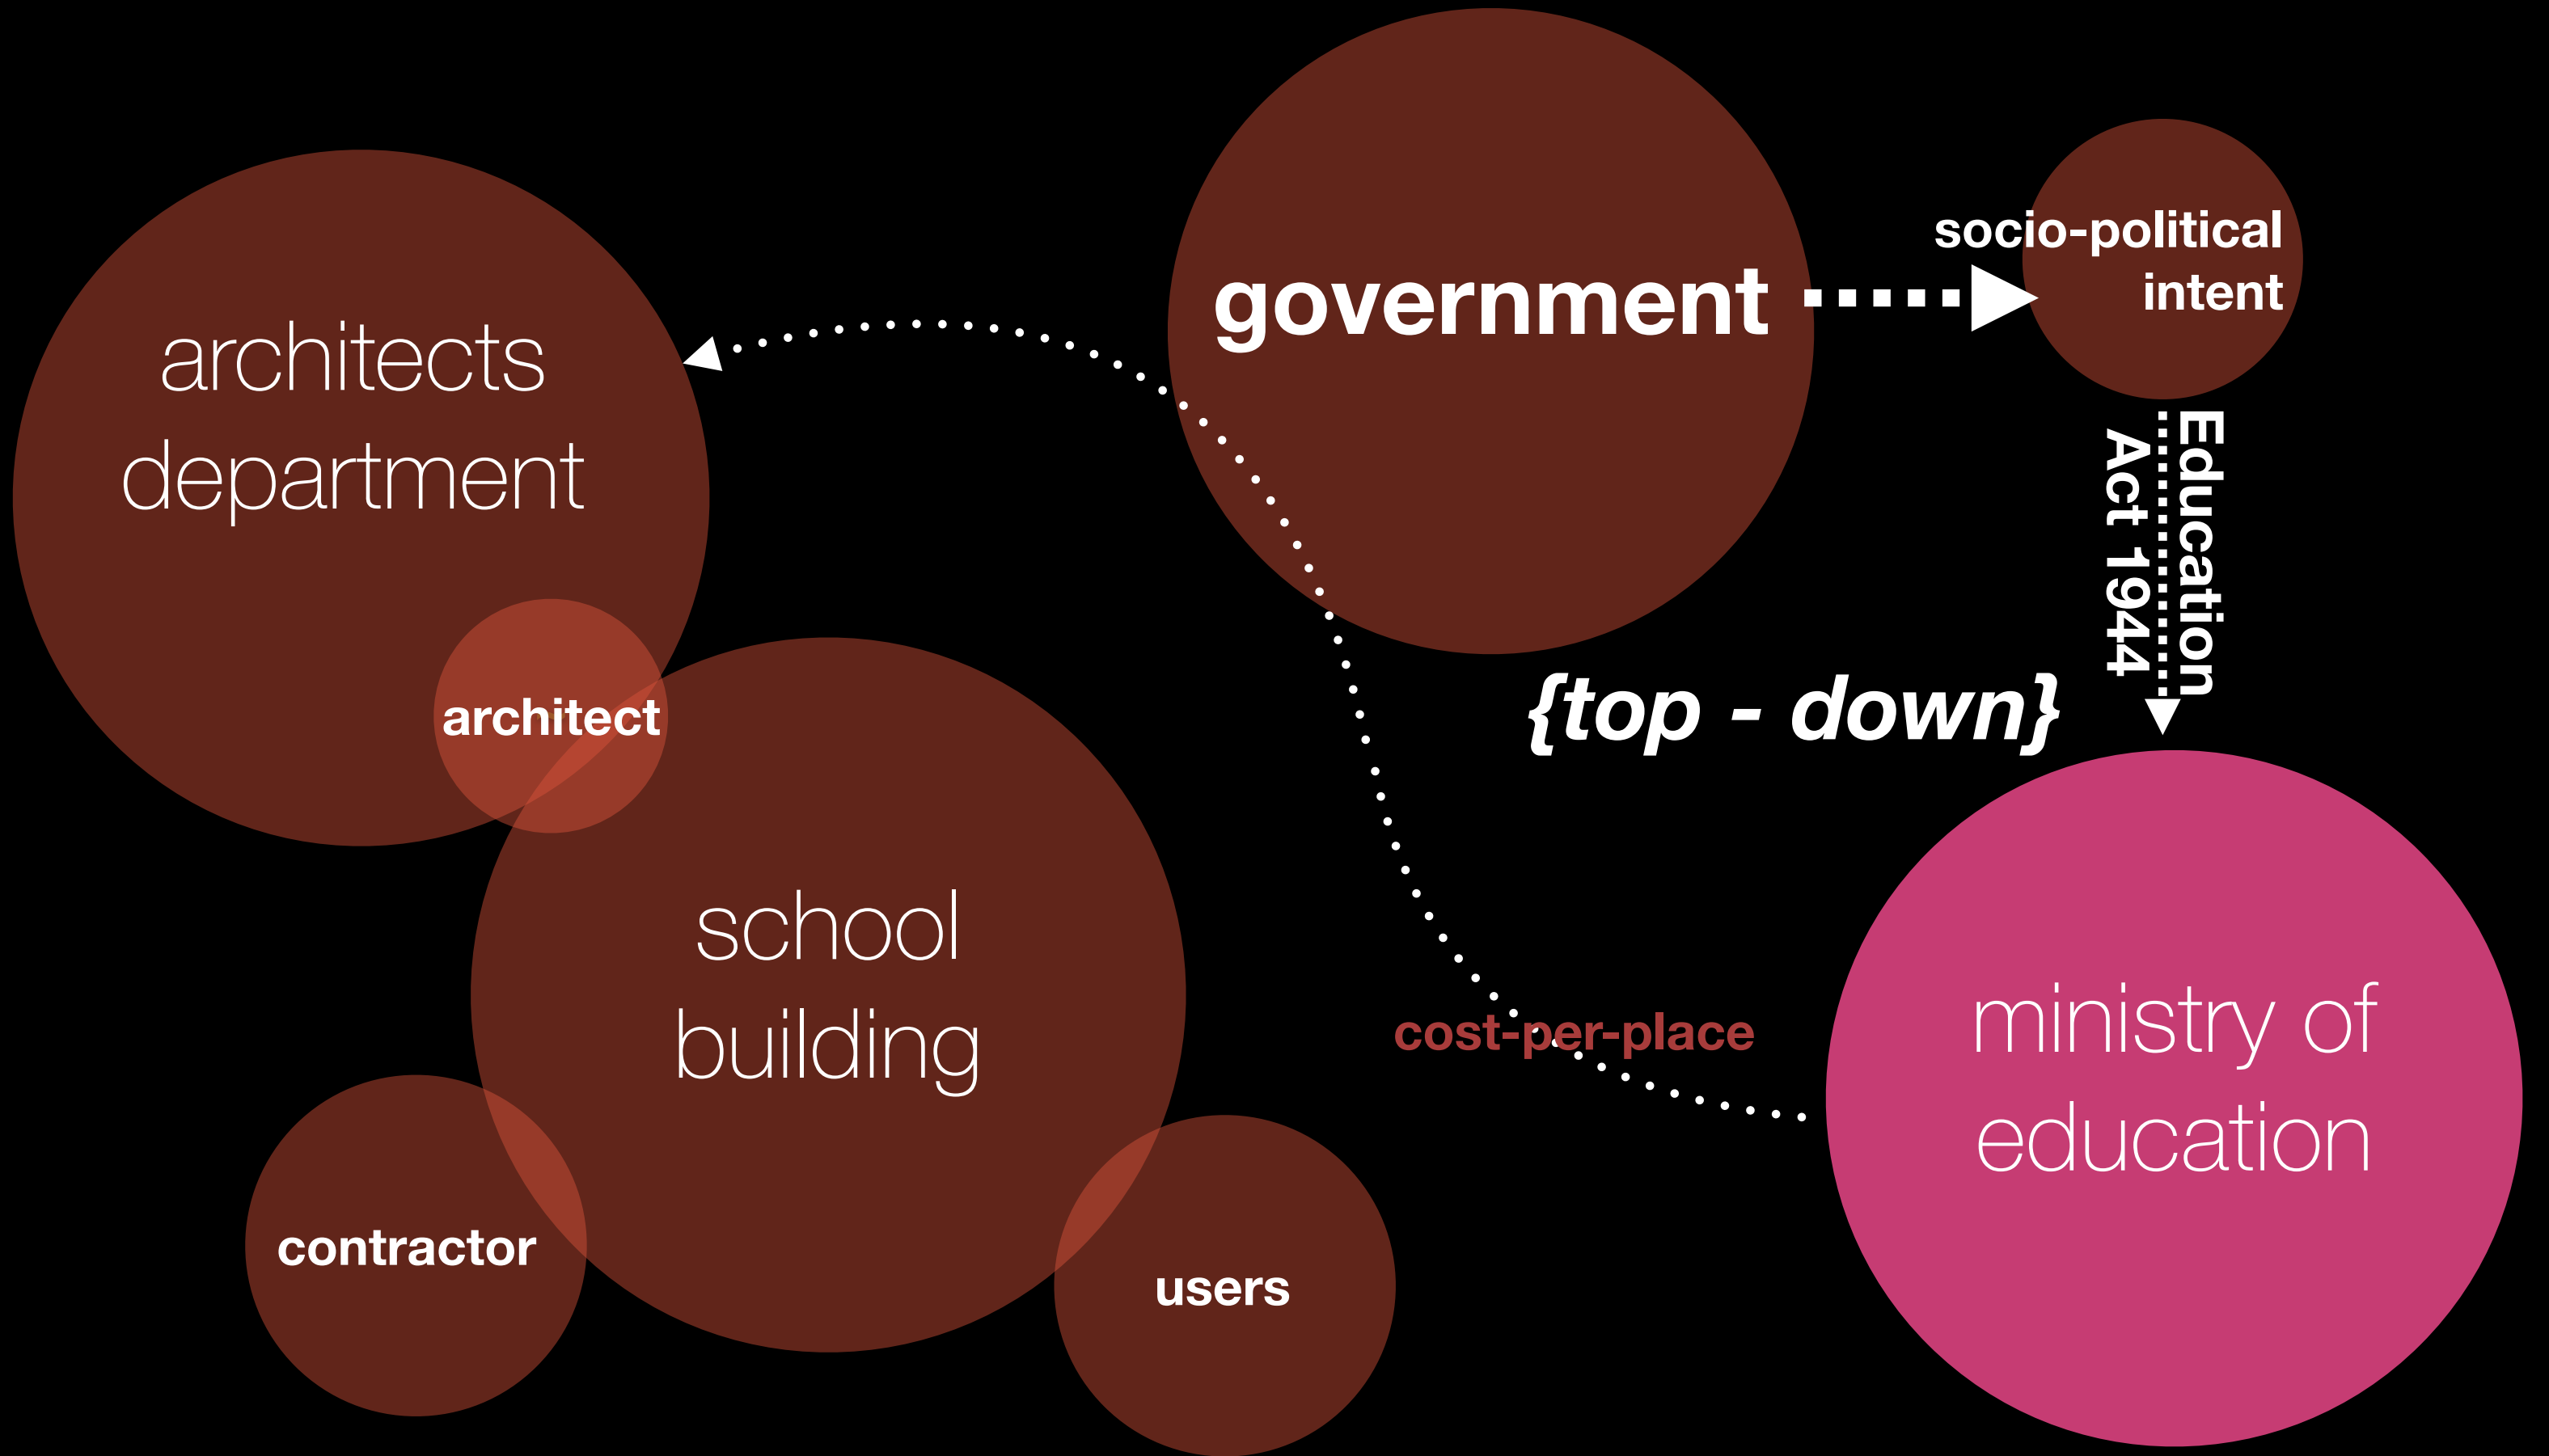 government
socio-political
intent
architects
department
Education
Act 1944
architect
{top - down}
school
building
cost-per-place
ministry of
education
contractor
users